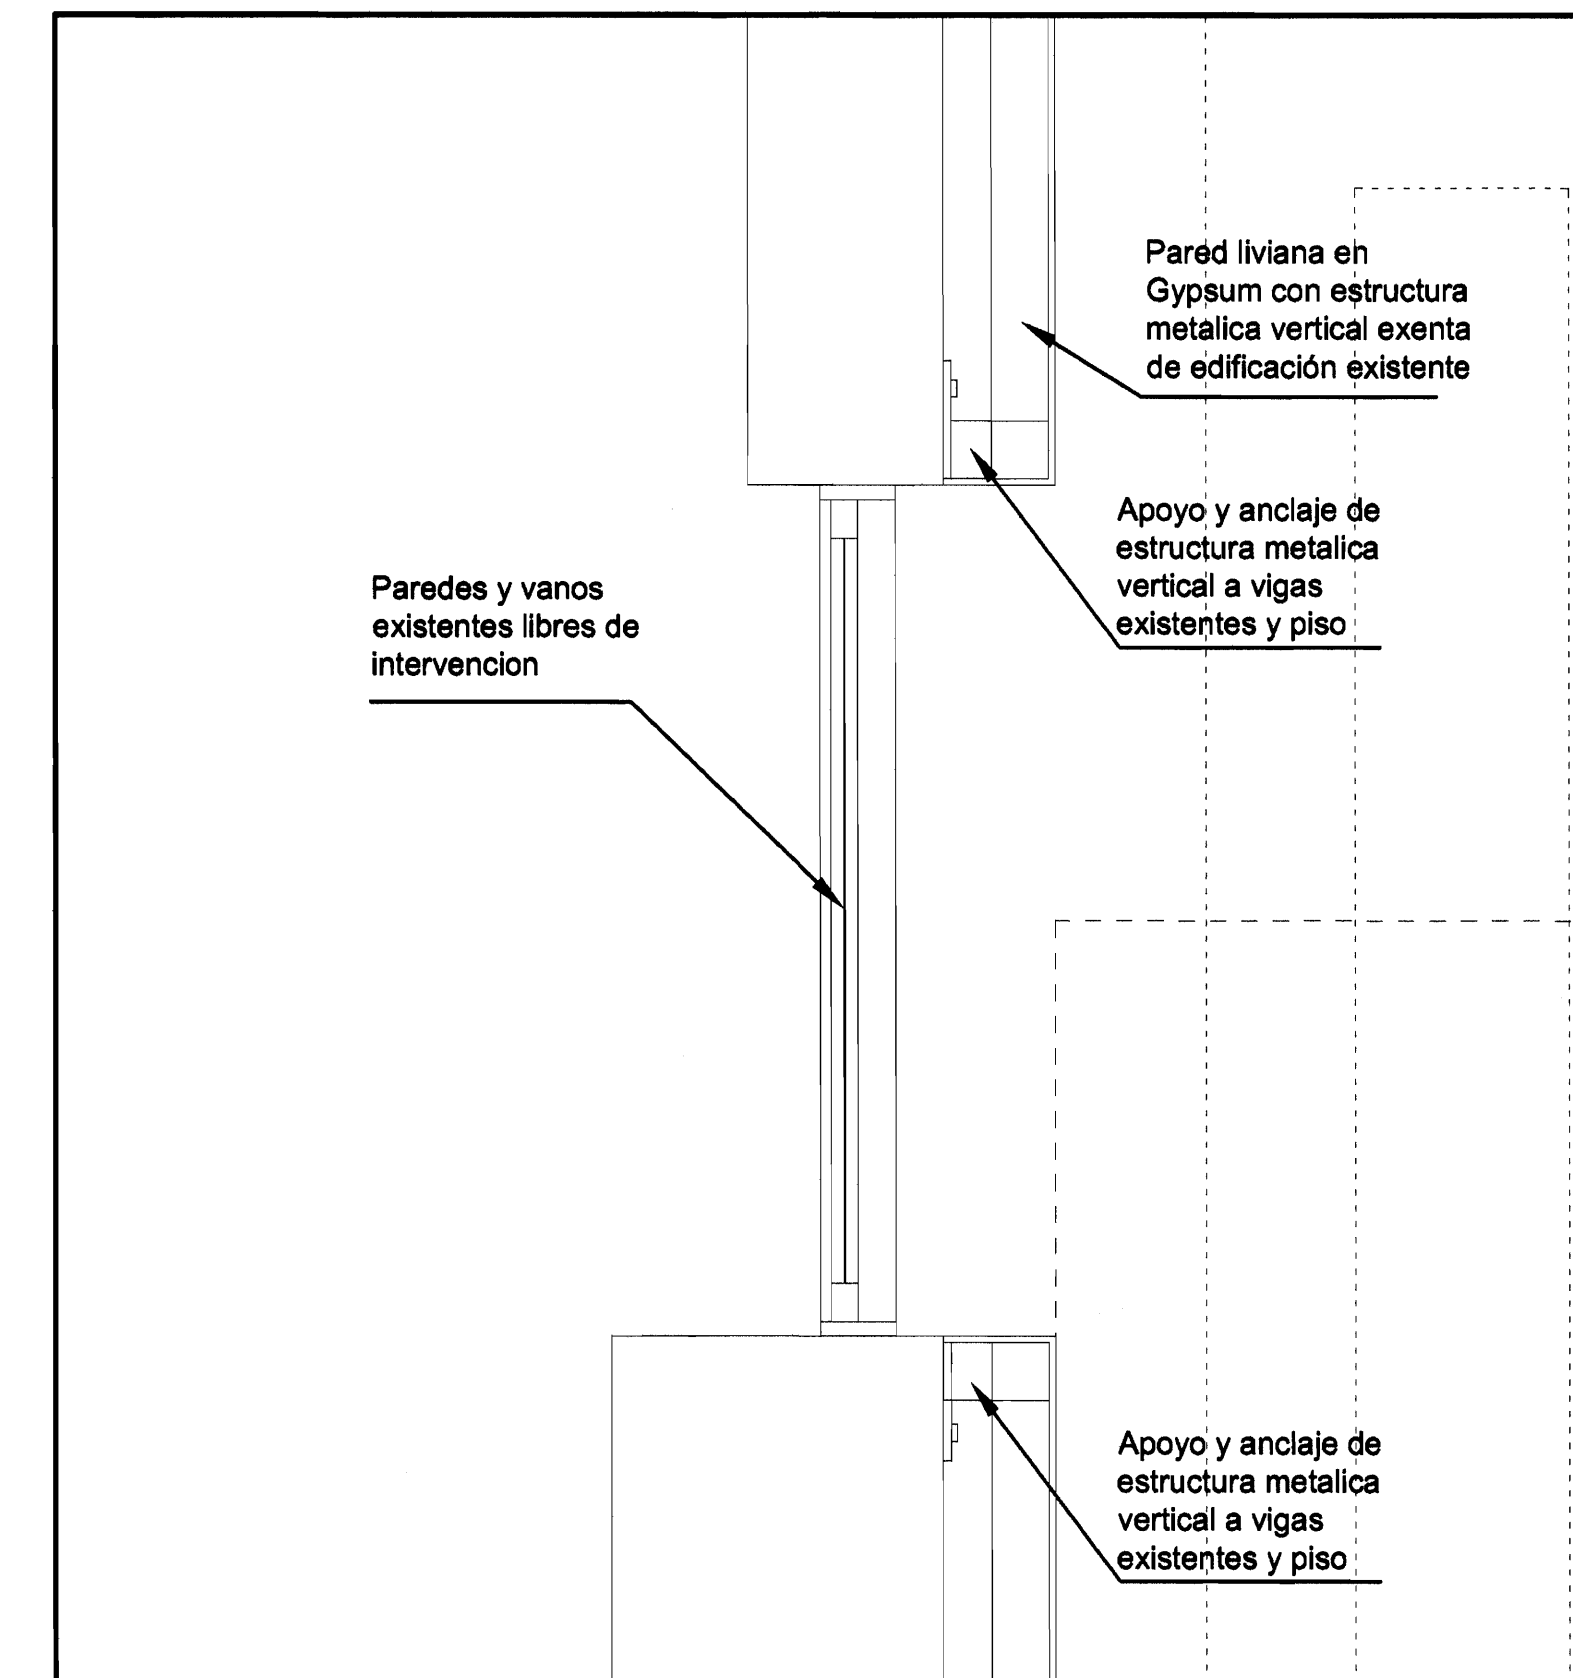 Pared liviana en
Gypsum con estructura
metalica vertical exenta
de edificación existente
Apoyo y anclaje de
estructura metalica
vertical a vigas
existentes y piso
Paredes y vanos
existentes libres de
intervencion
Apoyo y anclaje de
estructura metalica
vertical a vigas
existentes y piso